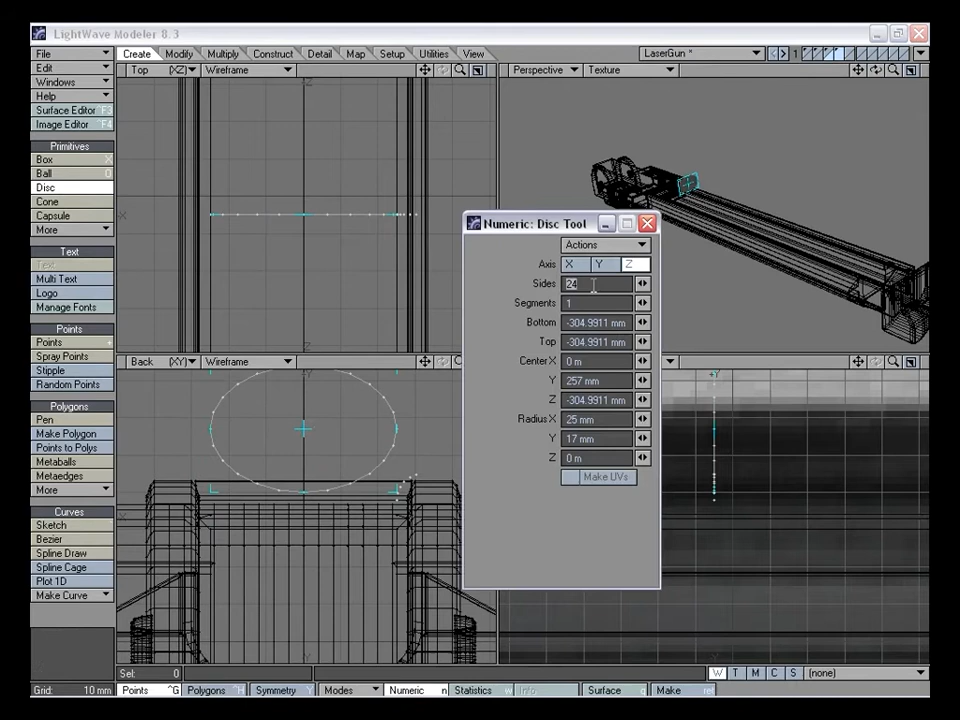 LightWave Modeler 8.3
File
Create Modify Multiply Construct Detail Map Setup Utilities View
LaserGun *
1
Edit
Windows
Help
Surface Editor F3
Image Editor ^F4
Top (XZ) Wireframe
Perspective Texture
Primitives
Box X
Ball O
Disc
Cone
Capsule
More
Text
Text
Multi Text
Logo
Manage Fonts
Points
Points +
Spray Points
Stipple
Random Points
Back (XY) Wireframe
Polygons
Pen
Make Polygon
Points to Polys
Metaballs
Metaedges
More
Curves
Sketch
Bezier
Spline Draw
Spline Cage
Plot 1D
Make Curve
Numeric: Disc Tool
Actions
Axis X Y Z
Sides 24
Segments 1
Bottom -304.9911 mm
Top -304.9911 mm
Center X 0 m
Y 257 mm
Z -304.9911 mm
Radius X 25 mm
Y 17 mm
Z 0 m
Make UVs
Sel: 0
W T M C S (none)
Grid: 10 mm
Points ^G Polygons ^H Symmetry Y Modes Numeric n Statistics w Info Surface q Make ret